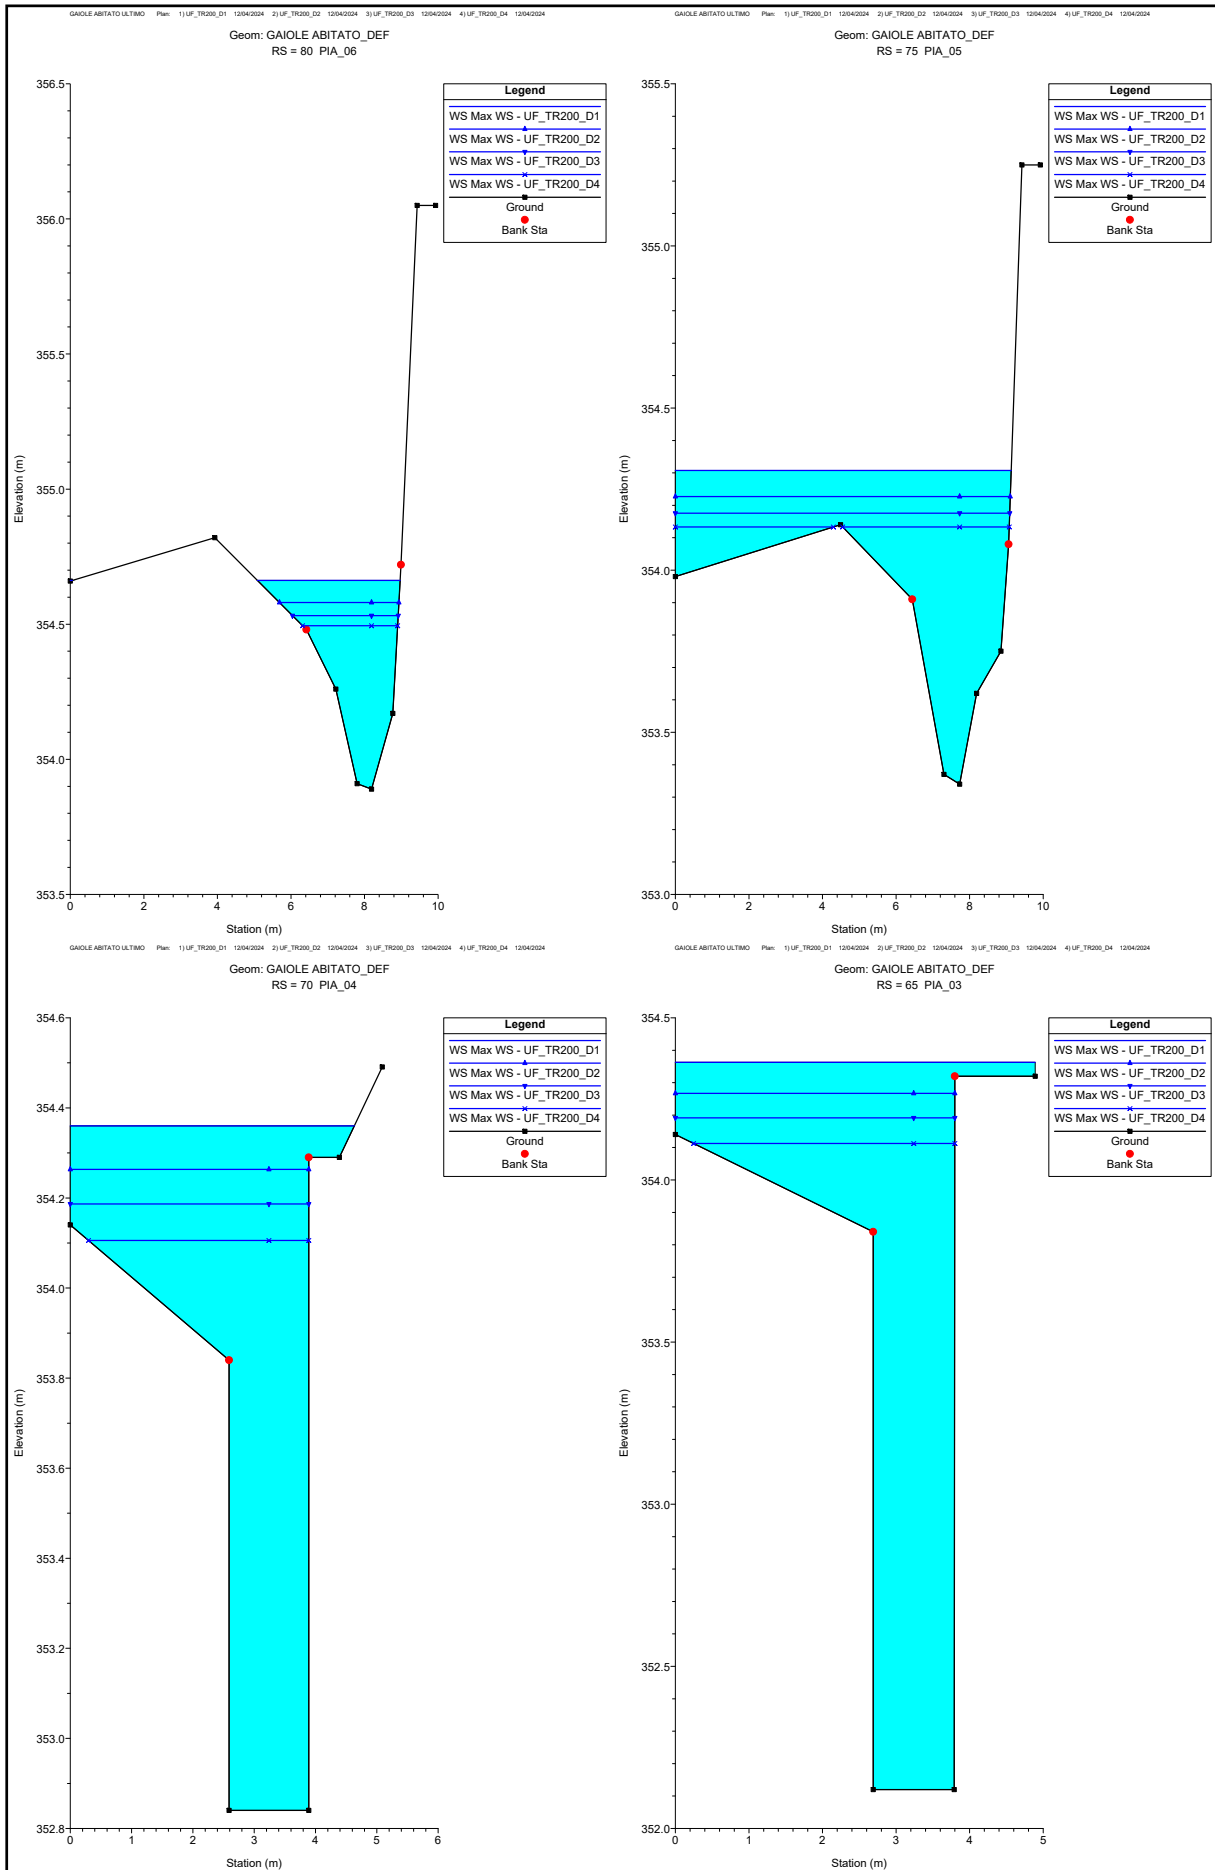 GAIOLE ABITATO ULTIMO Plan: 1) UF_TR200_D1 12/04/2024 2) UF_TR200_D2 12/04/2024 3) UF_TR200_D3 12/04/2024 4) UF_TR200_D4 12/04/2024
Geom: GAIOLE ABITATO_DEF
RS = 80 PIA_06
356.5
356.0
355.5
355.0
354.5
354.0
353.5
Elevation (m)
0 2 4 6 8 10
Station (m)
Legend
WS Max WS - UF_TR200_D1
WS Max WS - UF_TR200_D2
WS Max WS - UF_TR200_D3
WS Max WS - UF_TR200_D4
Ground
Bank Sta
GAIOLE ABITATO ULTIMO Plan: 1) UF_TR200_D1 12/04/2024 2) UF_TR200_D2 12/04/2024 3) UF_TR200_D3 12/04/2024 4) UF_TR200_D4 12/04/2024
Geom: GAIOLE ABITATO_DEF
RS = 75 PIA_05
355.5
355.0
354.5
354.0
353.5
353.0
Elevation (m)
0 2 4 6 8 10
Station (m)
Legend
WS Max WS - UF_TR200_D1
WS Max WS - UF_TR200_D2
WS Max WS - UF_TR200_D3
WS Max WS - UF_TR200_D4
Ground
Bank Sta
GAIOLE ABITATO ULTIMO Plan: 1) UF_TR200_D1 12/04/2024 2) UF_TR200_D2 12/04/2024 3) UF_TR200_D3 12/04/2024 4) UF_TR200_D4 12/04/2024
Geom: GAIOLE ABITATO_DEF
RS = 70 PIA_04
354.6
354.4
354.2
354.0
353.8
353.6
353.4
353.2
353.0
352.8
Elevation (m)
0 1 2 3 4 5 6
Station (m)
Legend
WS Max WS - UF_TR200_D1
WS Max WS - UF_TR200_D2
WS Max WS - UF_TR200_D3
WS Max WS - UF_TR200_D4
Ground
Bank Sta
GAIOLE ABITATO ULTIMO Plan: 1) UF_TR200_D1 12/04/2024 2) UF_TR200_D2 12/04/2024 3) UF_TR200_D3 12/04/2024 4) UF_TR200_D4 12/04/2024
Geom: GAIOLE ABITATO_DEF
RS = 65 PIA_03
354.5
354.0
353.5
353.0
352.5
352.0
Elevation (m)
0 1 2 3 4 5
Station (m)
Legend
WS Max WS - UF_TR200_D1
WS Max WS - UF_TR200_D2
WS Max WS - UF_TR200_D3
WS Max WS - UF_TR200_D4
Ground
Bank Sta